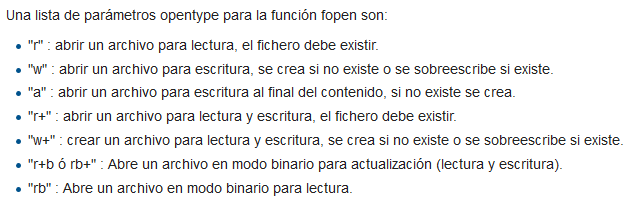 Una lista de parámetros opentype para la función fopen son:
"r" : abrir un archivo para lectura, el fichero debe existir.
"w" : abrir un archivo para escritura, se crea si no existe o se sobreescribe si existe.
"a" : abrir un archivo para escritura al final del contenido, si no existe se crea.
"r+" : abrir un archivo para lectura y escritura, el fichero debe existir.
"w+" : crear un archivo para lectura y escritura, se crea si no existe o se sobreescribe si existe.
"r+b ó rb+" : Abre un archivo en modo binario para actualización (lectura y escritura).
"rb" : Abre un archivo en modo binario para lectura.